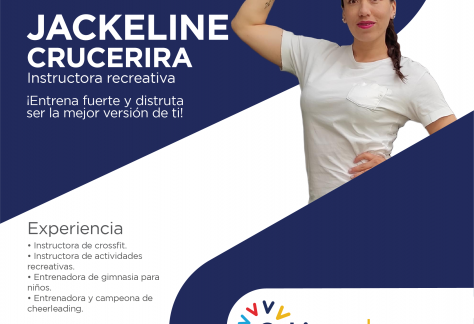 JACKELINE
CRUCERIRA
Instructora recreativa
¡Entrena fuerte y distruta
ser la mejor versión de ti!
Experiencia
• Instructora de crossfit.
• Instructora de actividades
recreativas.
• Entrenadora de gimnasia para
niños.
• Entrenadora y campeona de
cheerleading.